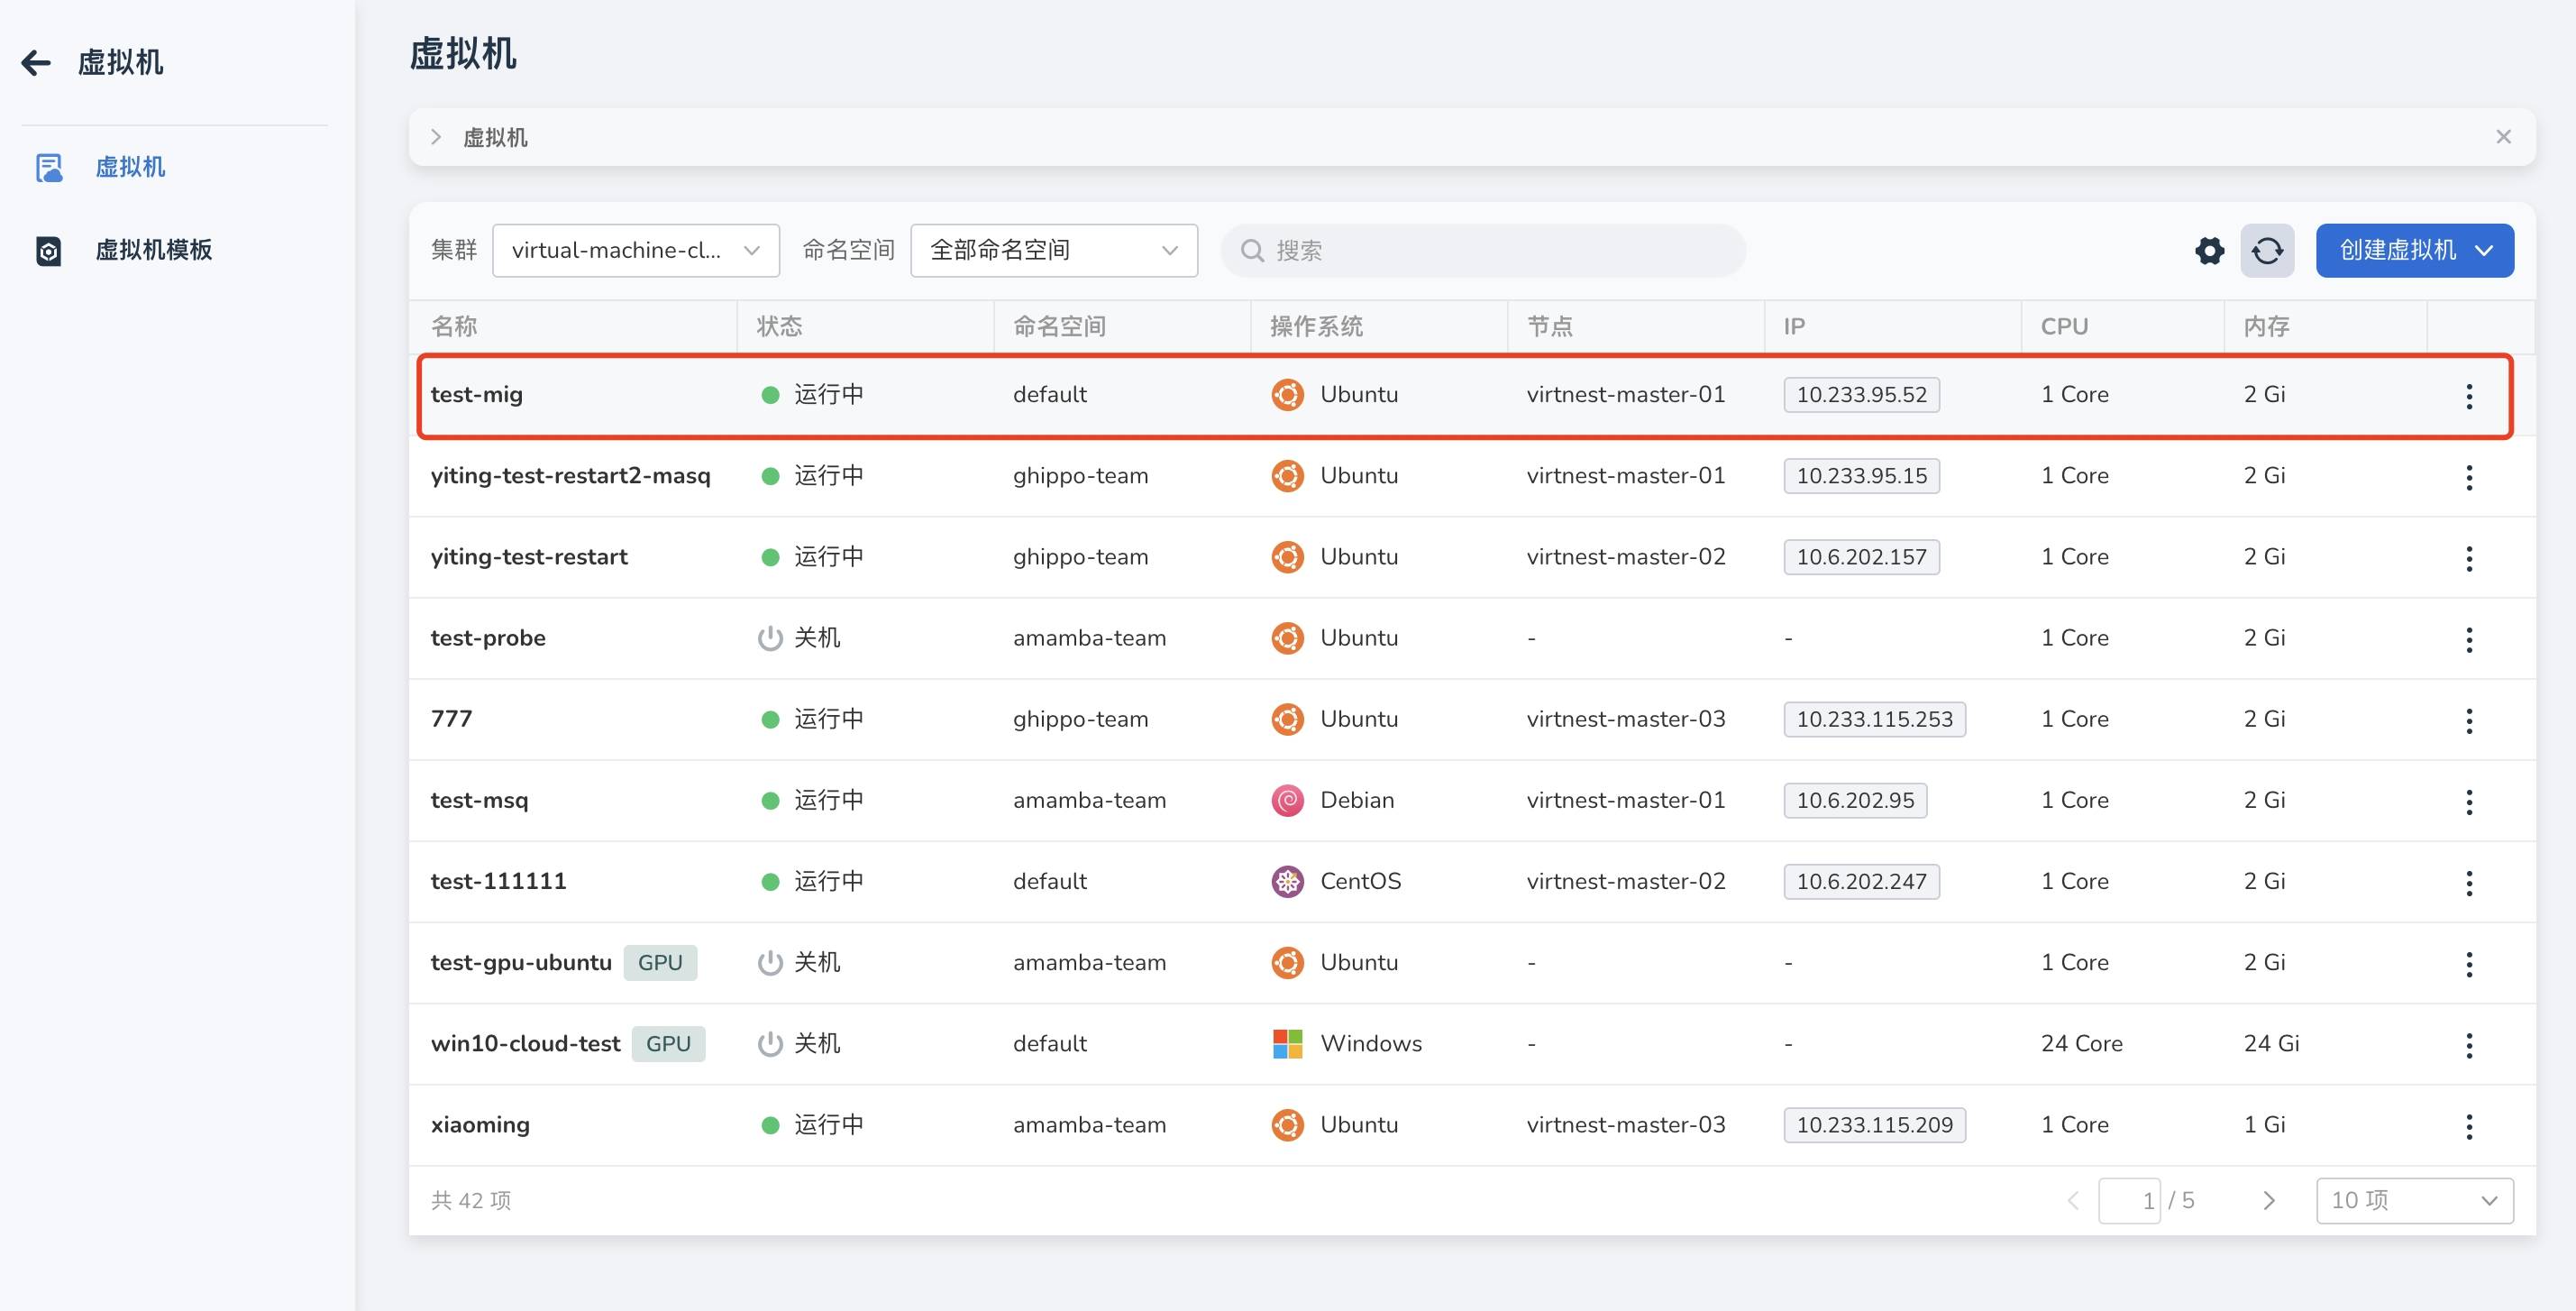 虚拟机
虚拟机
虚拟机模板
虚拟机
虚拟机
集群 virtual-machine-cl... 命名空间 全部命名空间 搜索 创建虚拟机
名称 状态 命名空间 操作系统 节点 IP CPU 内存
test-mig 运行中 default Ubuntu virtnest-master-01 10.233.95.52 1 Core 2 Gi
yiting-test-restart2-masq 运行中 ghippo-team Ubuntu virtnest-master-01 10.233.95.15 1 Core 2 Gi
yiting-test-restart 运行中 ghippo-team Ubuntu virtnest-master-02 10.6.202.157 1 Core 2 Gi
test-probe 关机 amamba-team Ubuntu - - 1 Core 2 Gi
777 运行中 ghippo-team Ubuntu virtnest-master-03 10.233.115.253 1 Core 2 Gi
test-msq 运行中 amamba-team Debian virtnest-master-01 10.6.202.95 1 Core 2 Gi
test-111111 运行中 default CentOS virtnest-master-02 10.6.202.247 1 Core 2 Gi
test-gpu-ubuntu GPU 关机 amamba-team Ubuntu - - 1 Core 2 Gi
win10-cloud-test GPU 关机 default Windows - - 24 Core 24 Gi
xiaoming 运行中 amamba-team Ubuntu virtnest-master-03 10.233.115.209 1 Core 1 Gi
共 42 项 1 / 5 10 项